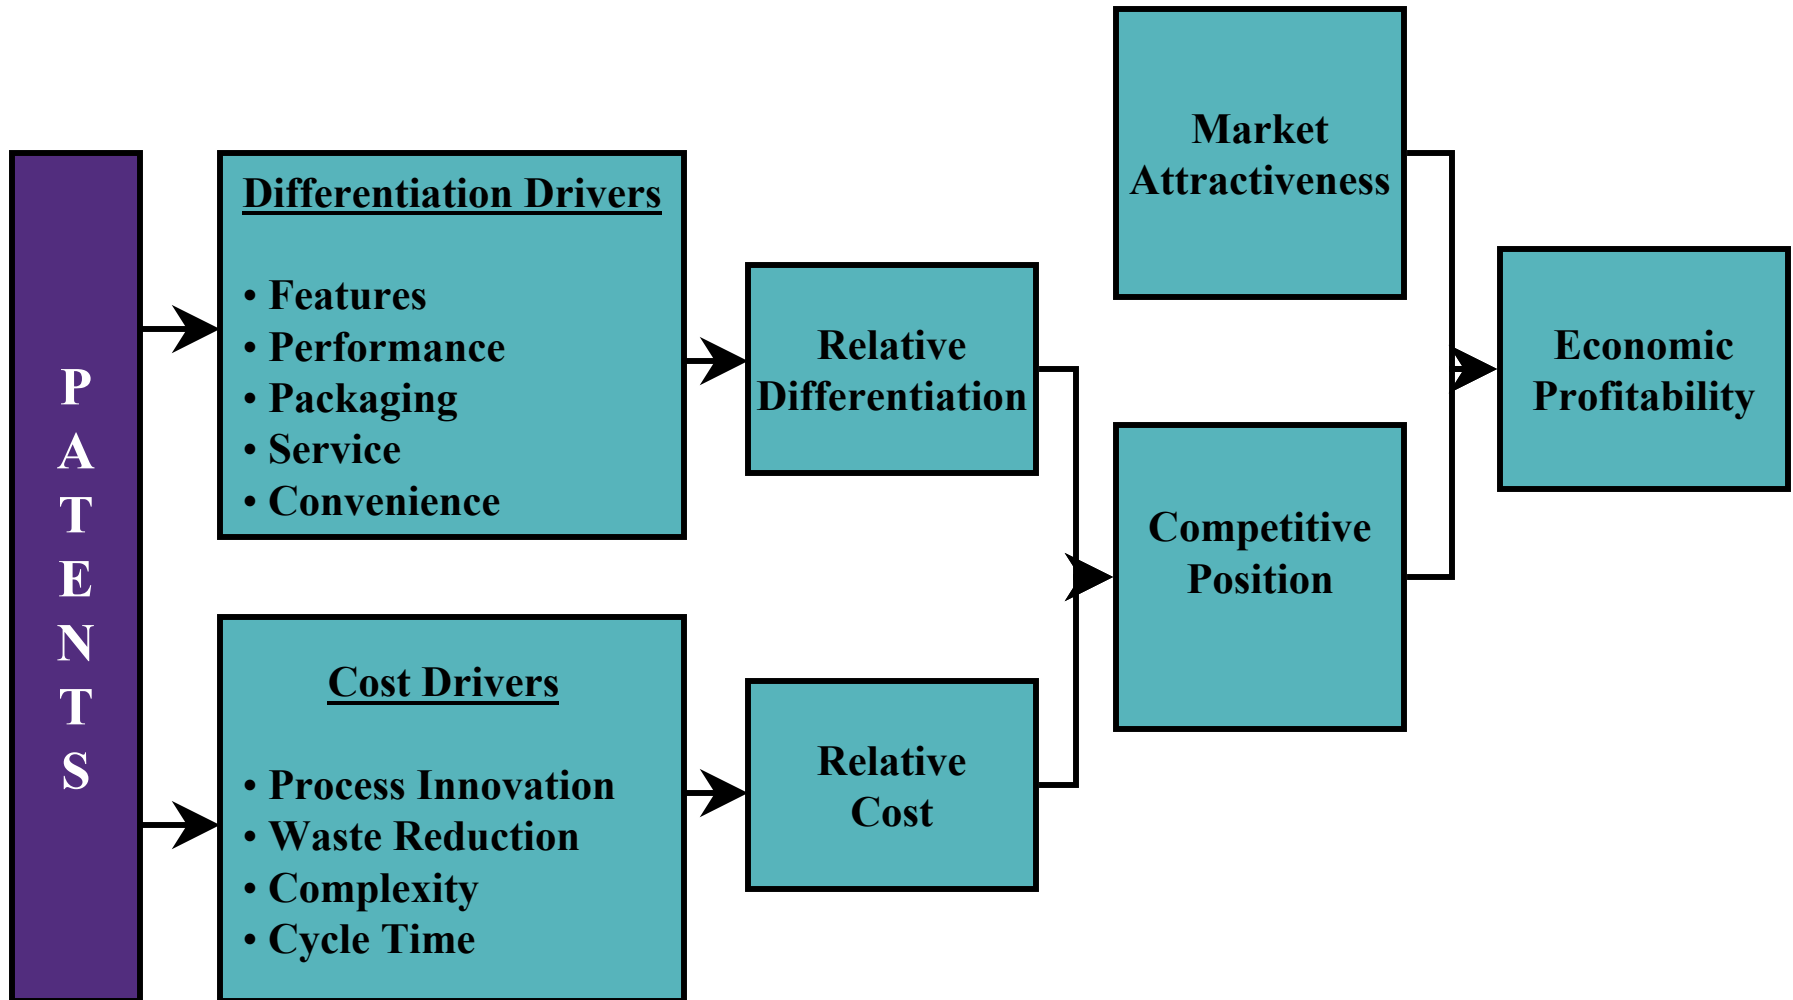 P
A
T
E
N
T
S
Differentiation Drivers
• Features
• Performance
• Packaging
• Service
• Convenience
Cost Drivers
• Process Innovation
• Waste Reduction
• Complexity
• Cycle Time
Relative
Differentiation
Relative
Cost
Market
Attractiveness
Competitive
Position
Economic
Profitability